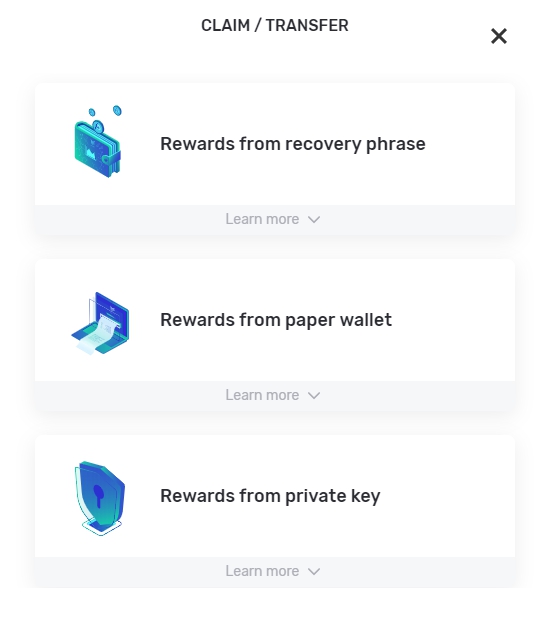 CLAIM / TRANSFER
Rewards from recovery phrase
Learn more
Rewards from paper wallet
Learn more
Rewards from private key
Learn more